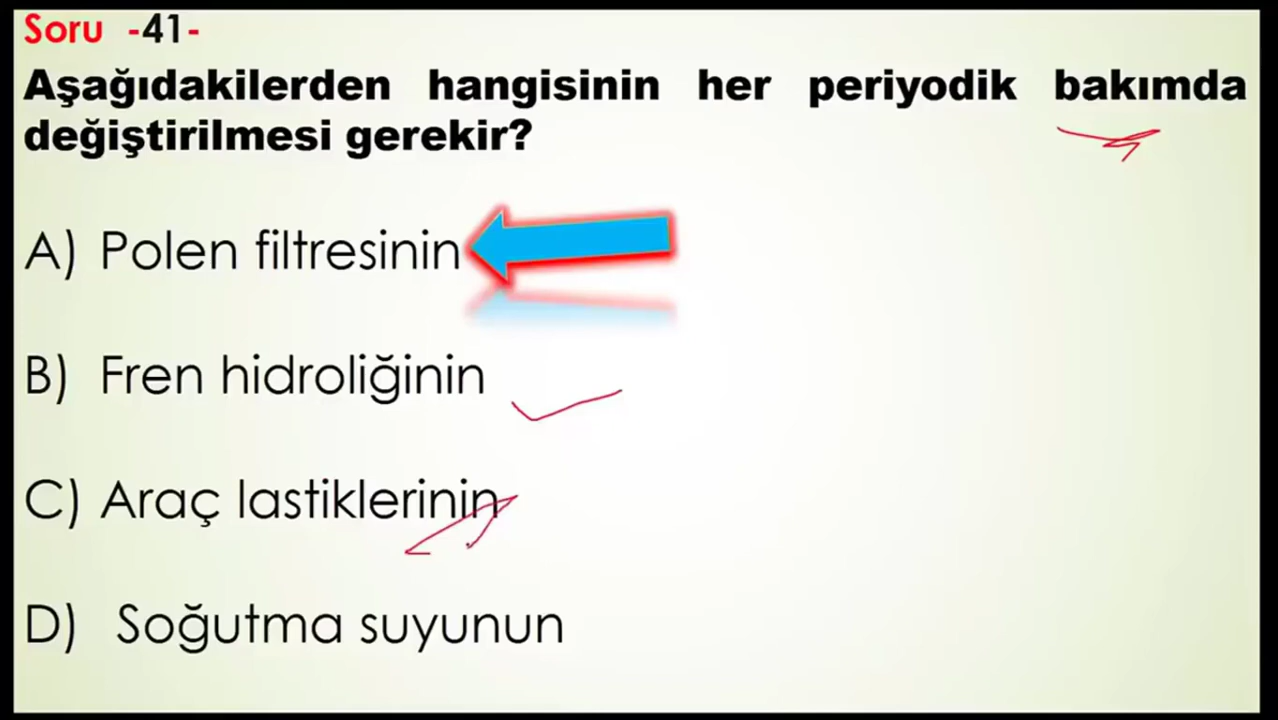 Soru -41-
Aşağıdakilerden hangisinin her periyodik bakımda
değiştirilmesi gerekir?
A) Polen filtresinin
B) Fren hidroliğinin
C) Araç lastiklerinin
D) Soğutma suyunun